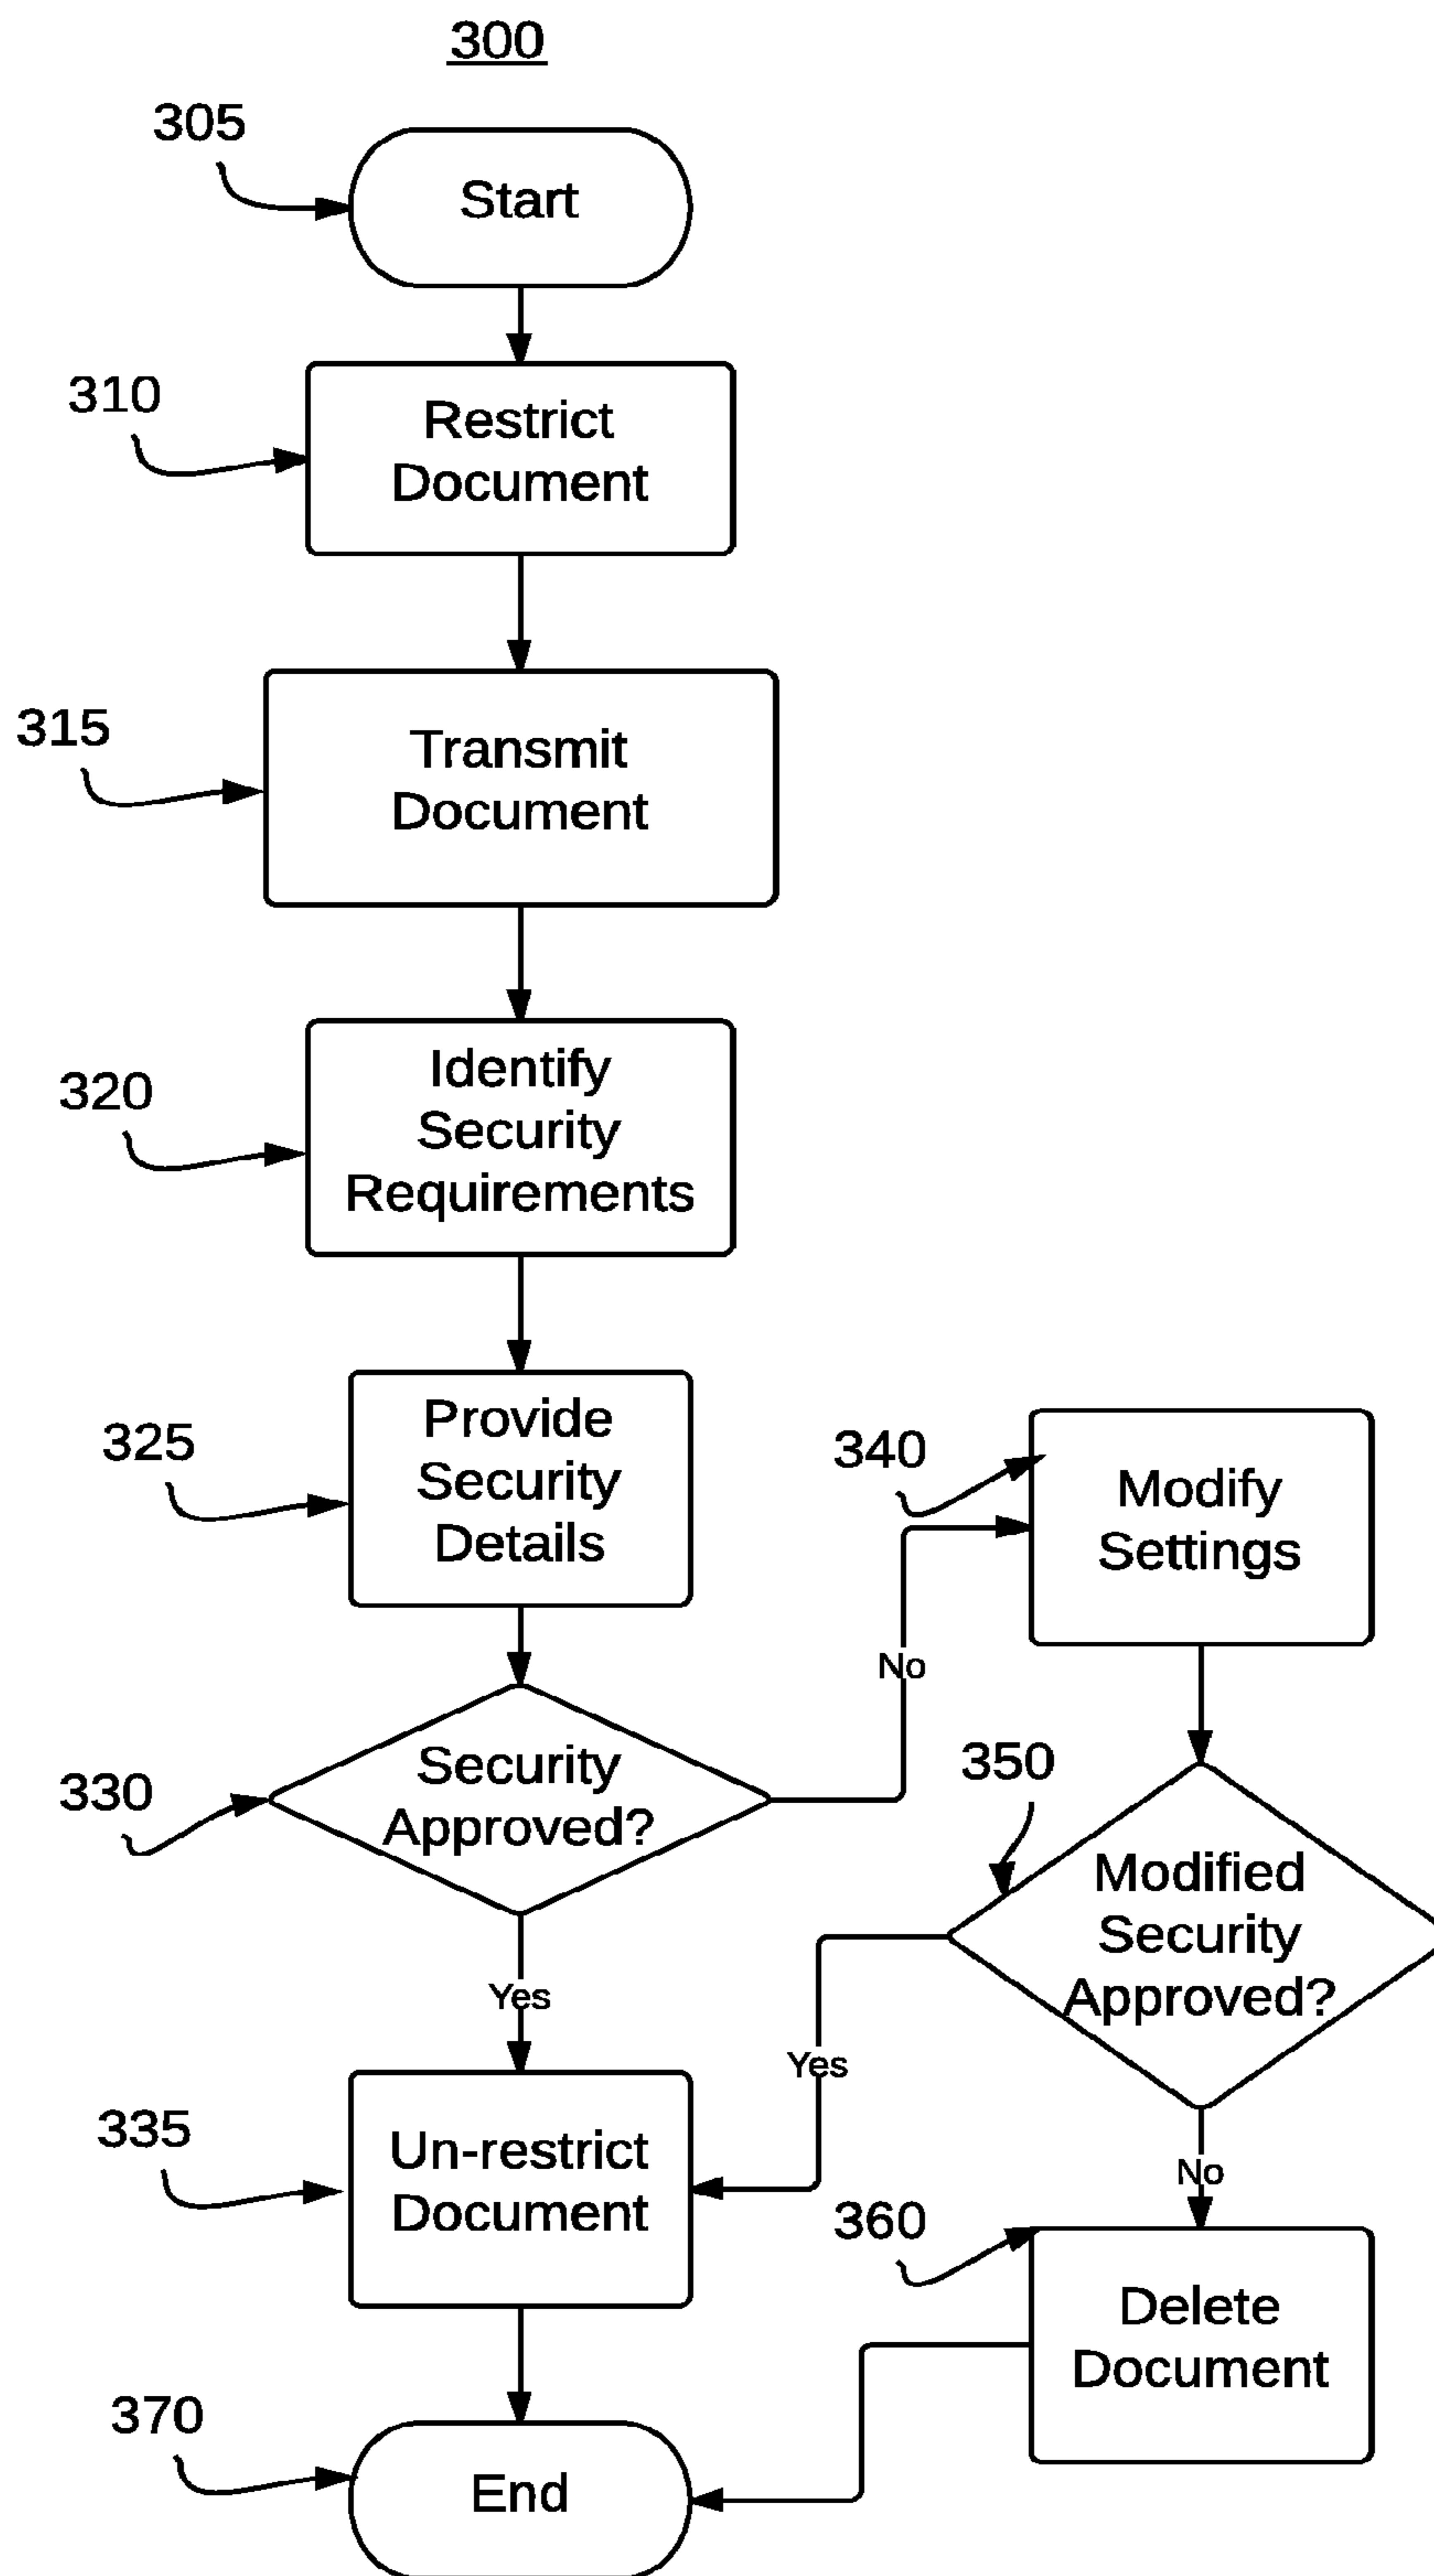 300
305
Start
310
Restrict
Document
315
Transmit
Document
320
Identify
Security
Requirements
325
Provide
Security
Details
340
Modify
Settings
No
330
Security
Approved?
350
Modified
Security
Approved?
Yes
Yes
335
Un-restrict
Document
No
360
Delete
Document
370
End